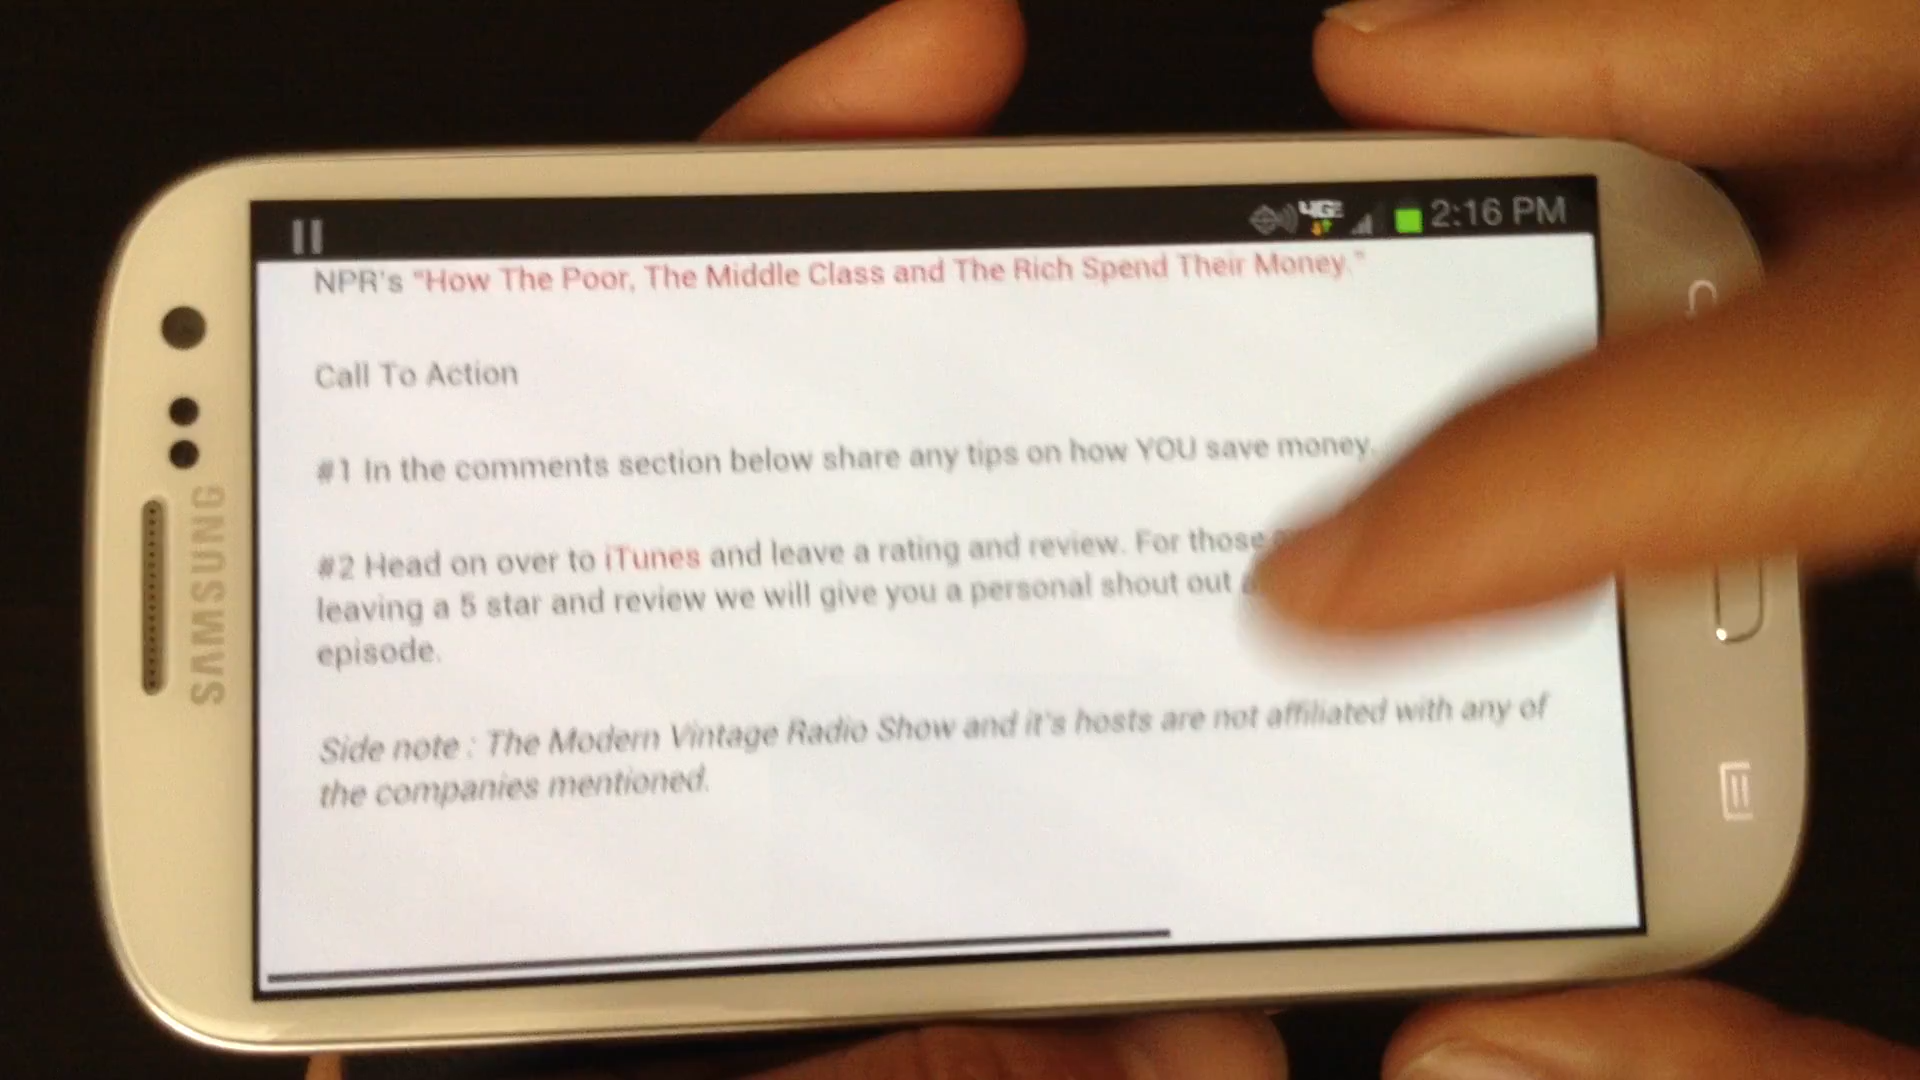 4G
2:16 PM
NPR's "How The Poor, The Middle Class and The Rich Spend Their Money."
Call To Action
#1 In the comments section below share any tips on how YOU save money.
#2 Head on over to iTunes and leave a rating and review. For those
leaving a 5 star and review we will give you a personal shout out
episode.
Side note : The Modern Vintage Radio Show and it's hosts are not affiliated with any of
the companies mentioned.
SAMSUNG